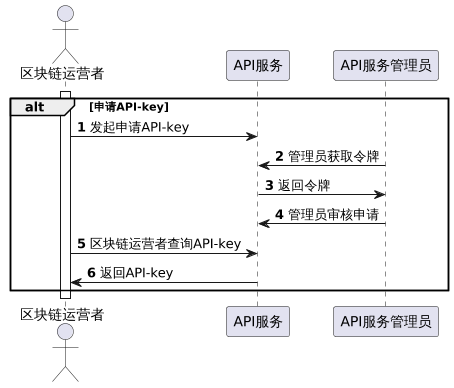 区块链运营者
API服务
API服务管理员
alt
[申请API-key]
1 发起申请API-key
2 管理员获取令牌
3 返回令牌
4 管理员审核申请
5 区块链运营者查询API-key
6 返回API-key
区块链运营者
API服务
API服务管理员